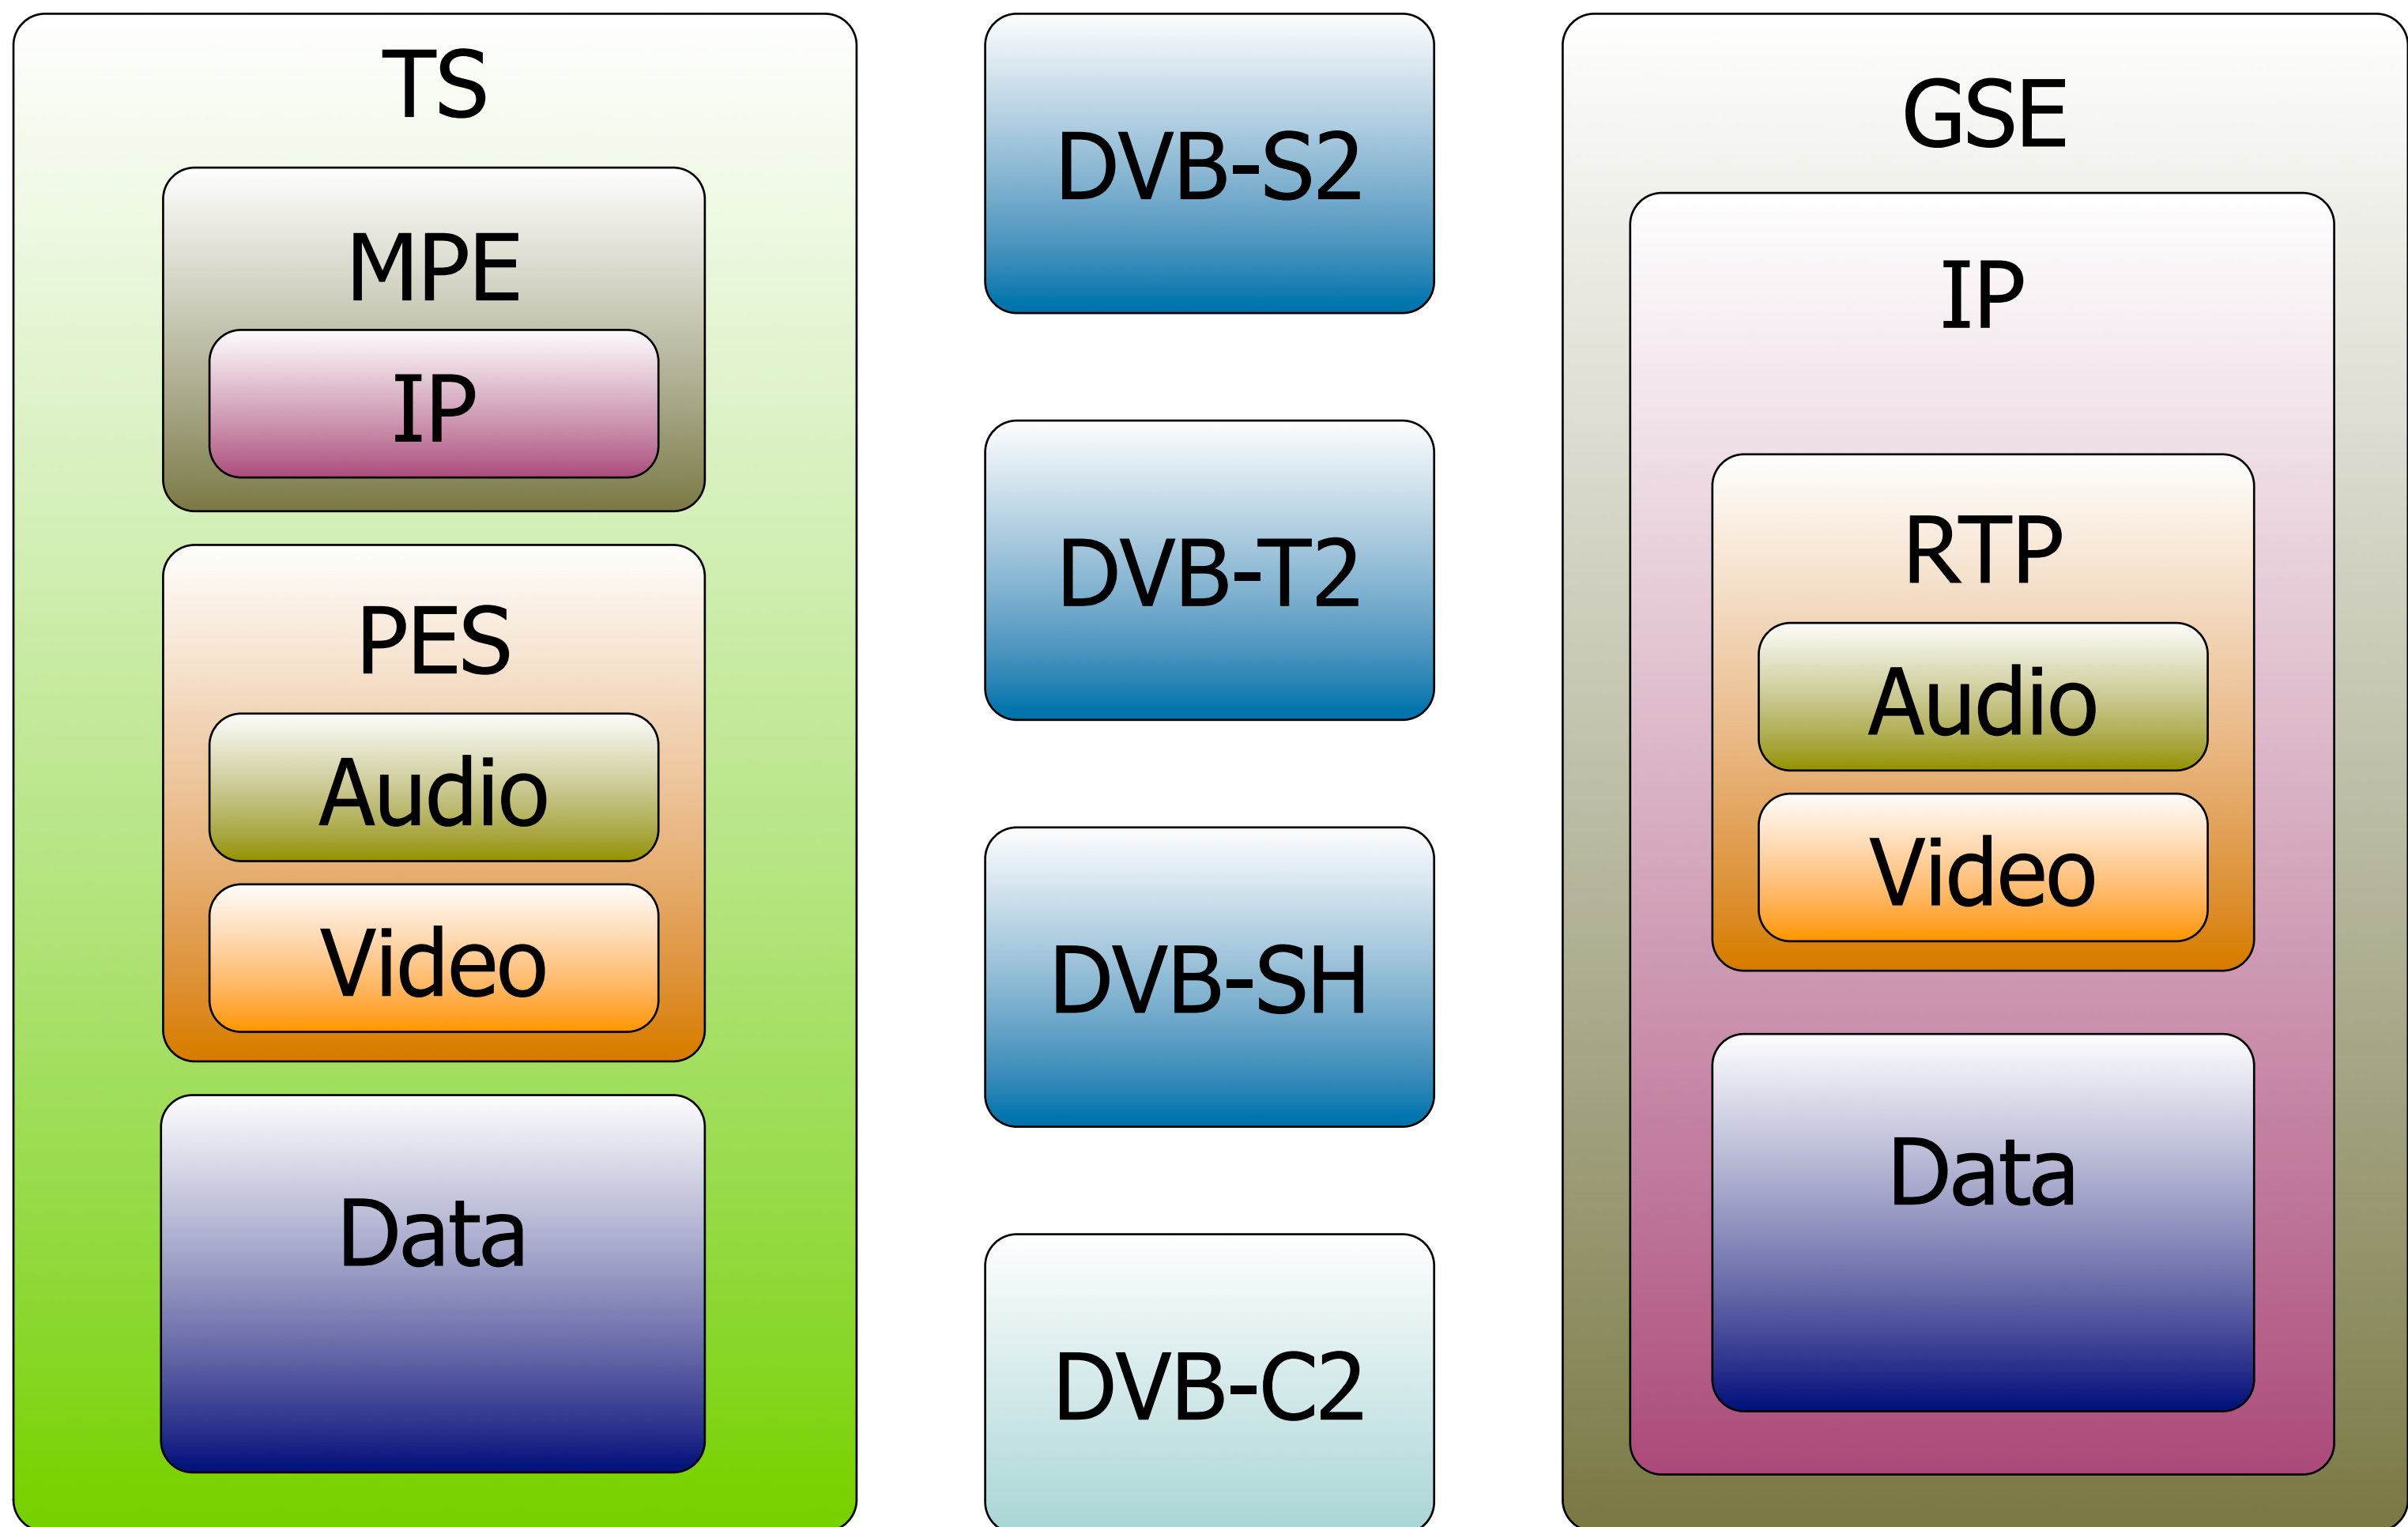 TS
MPE
IP
PES
Audio
Video
Data
DVB-S2
DVB-T2
DVB-SH
DVB-C2
GSE
IP
RTP
Audio
Video
Data